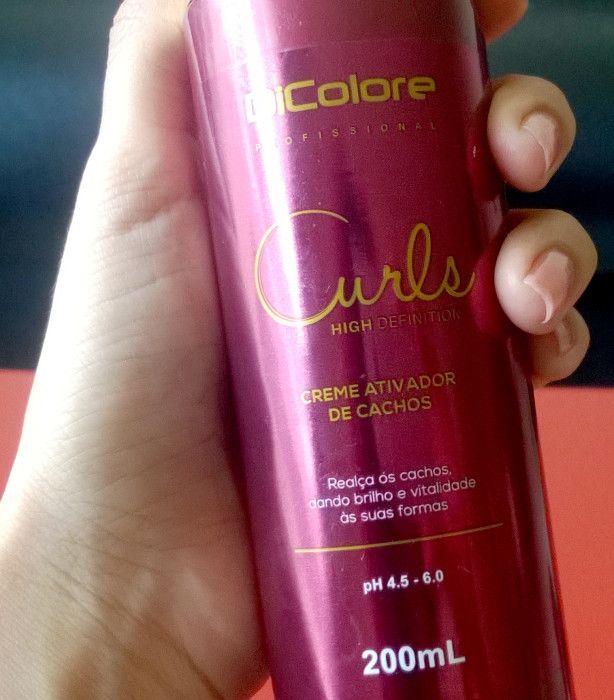 DiColore
PROFISSIONAL
Curls
HIGH DEFINITION
CREME ATIVADOR
DE CACHOS
Realça os cachos,
dando brilho e vitalidade
às suas formas
pH 4.5 - 6.0
200mL